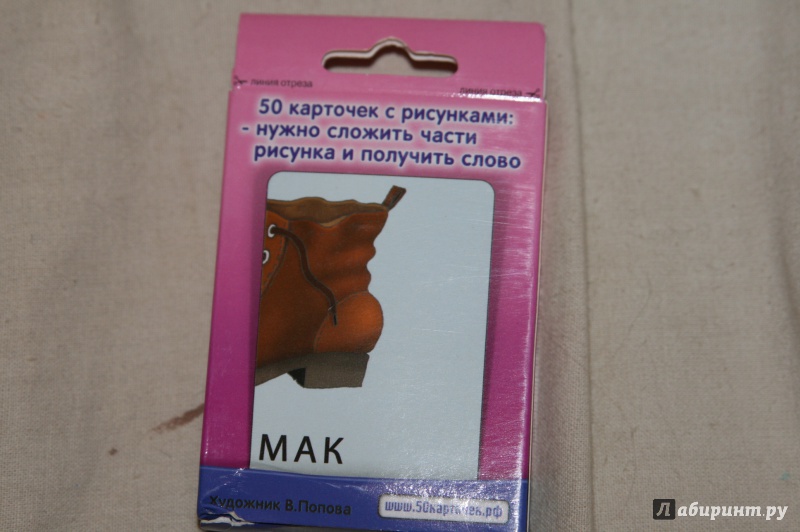 линия отреза
линия отреза
50 карточек с рисунками:
- нужно сложить части
рисунка и получить слово
МАК
Художник В.Попова
www.50карточек.рф
Лабиринт.ру